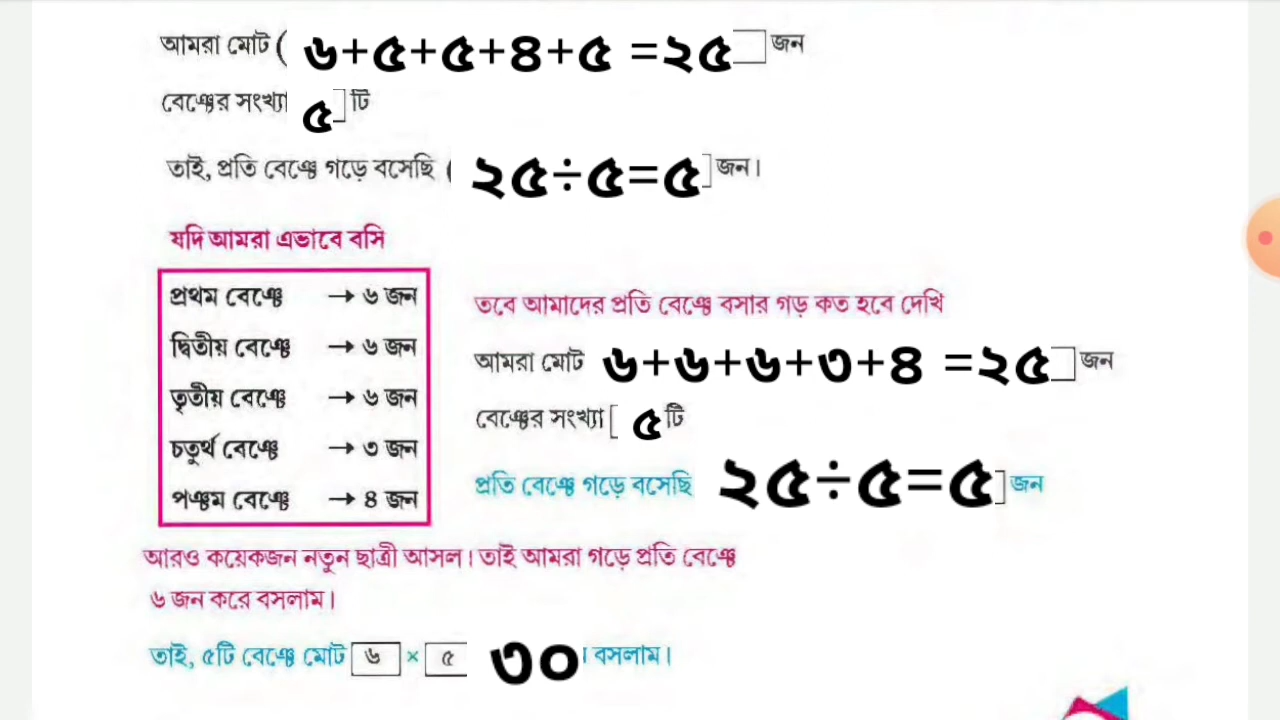 আমরা মোট ( ৬+৫+৫+৪+৫ =২৫ জন
বেঞ্চের সংখ্যা ৫ টি
তাই, প্রতি বেঞ্চে গড়ে বসেছি ( ২৫÷৫=৫ জন।
যদি আমরা এভাবে বসি
প্রথম বেঞ্চে → ৬ জন
দ্বিতীয় বেঞ্চে → ৬ জন
তৃতীয় বেঞ্চে → ৬ জন
চতুর্থ বেঞ্চে → ৩ জন
পঞ্চম বেঞ্চে → ৪ জন
তবে আমাদের প্রতি বেঞ্চে বসার গড় কত হবে দেখি
আমরা মোট ৬+৬+৬+৩+৪ =২৫ জন
বেঞ্চের সংখ্যা ৫ টি
প্রতি বেঞ্চে গড়ে বসেছি ২৫÷৫=৫ জন
আরও কয়েকজন নতুন ছাত্রী আসল। তাই আমরা গড়ে প্রতি বেঞ্চে
৬ জন করে বসলাম।
তাই, ৫টি বেঞ্চে মোট ৬ × ৫ ৩০ । বসলাম।